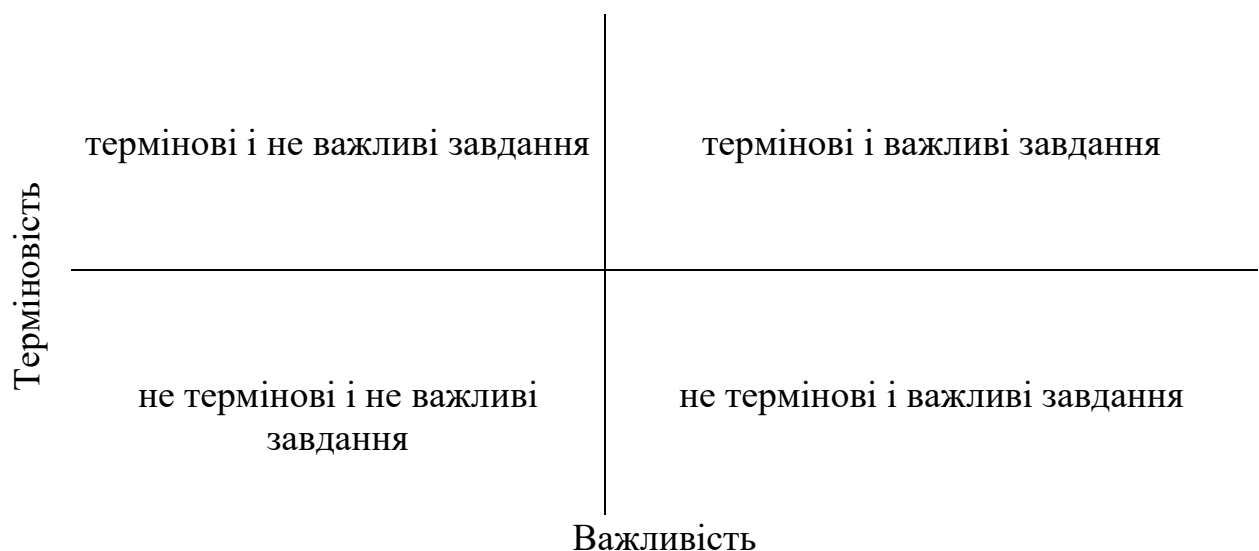 термінові і не важливі завдання
термінові і важливі завдання
Терміновість
не термінові і не важливі
завдання
не термінові і важливі завдання
Важливість